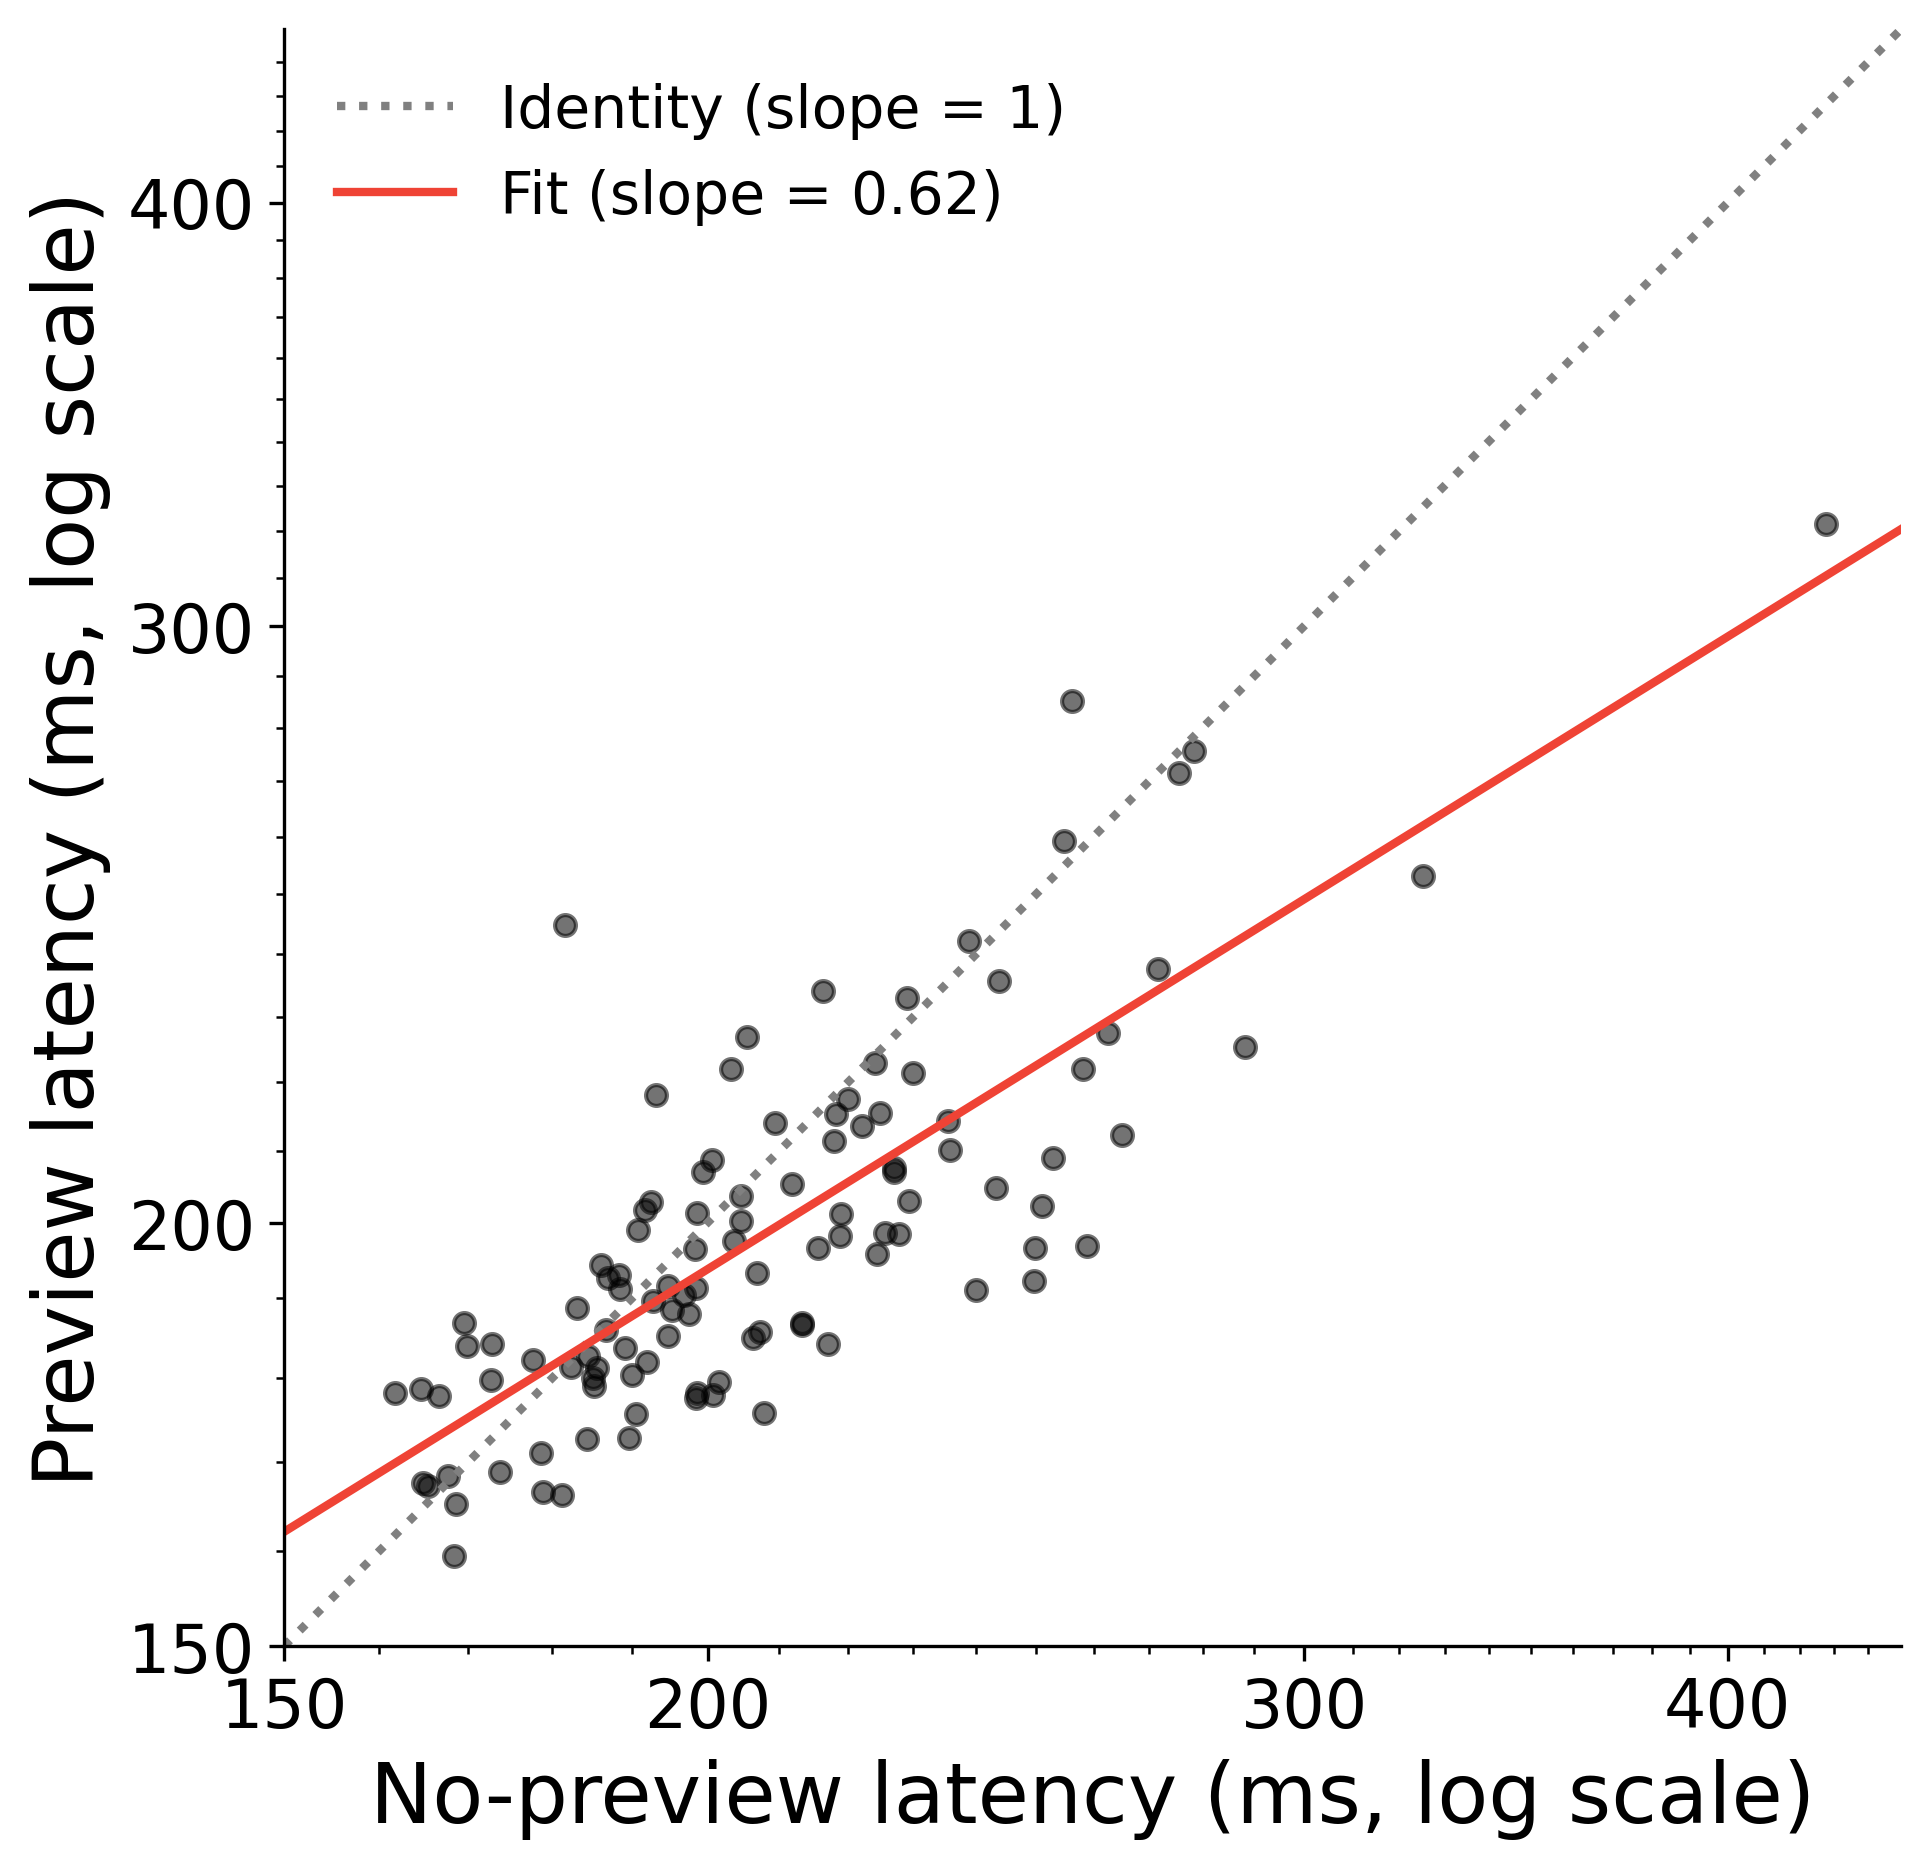 Identity (slope = 1)
Fit (slope = 0.62)
Preview latency (ms, log scale)
400
300
200
150
150 200 300 400
No-preview latency (ms, log scale)